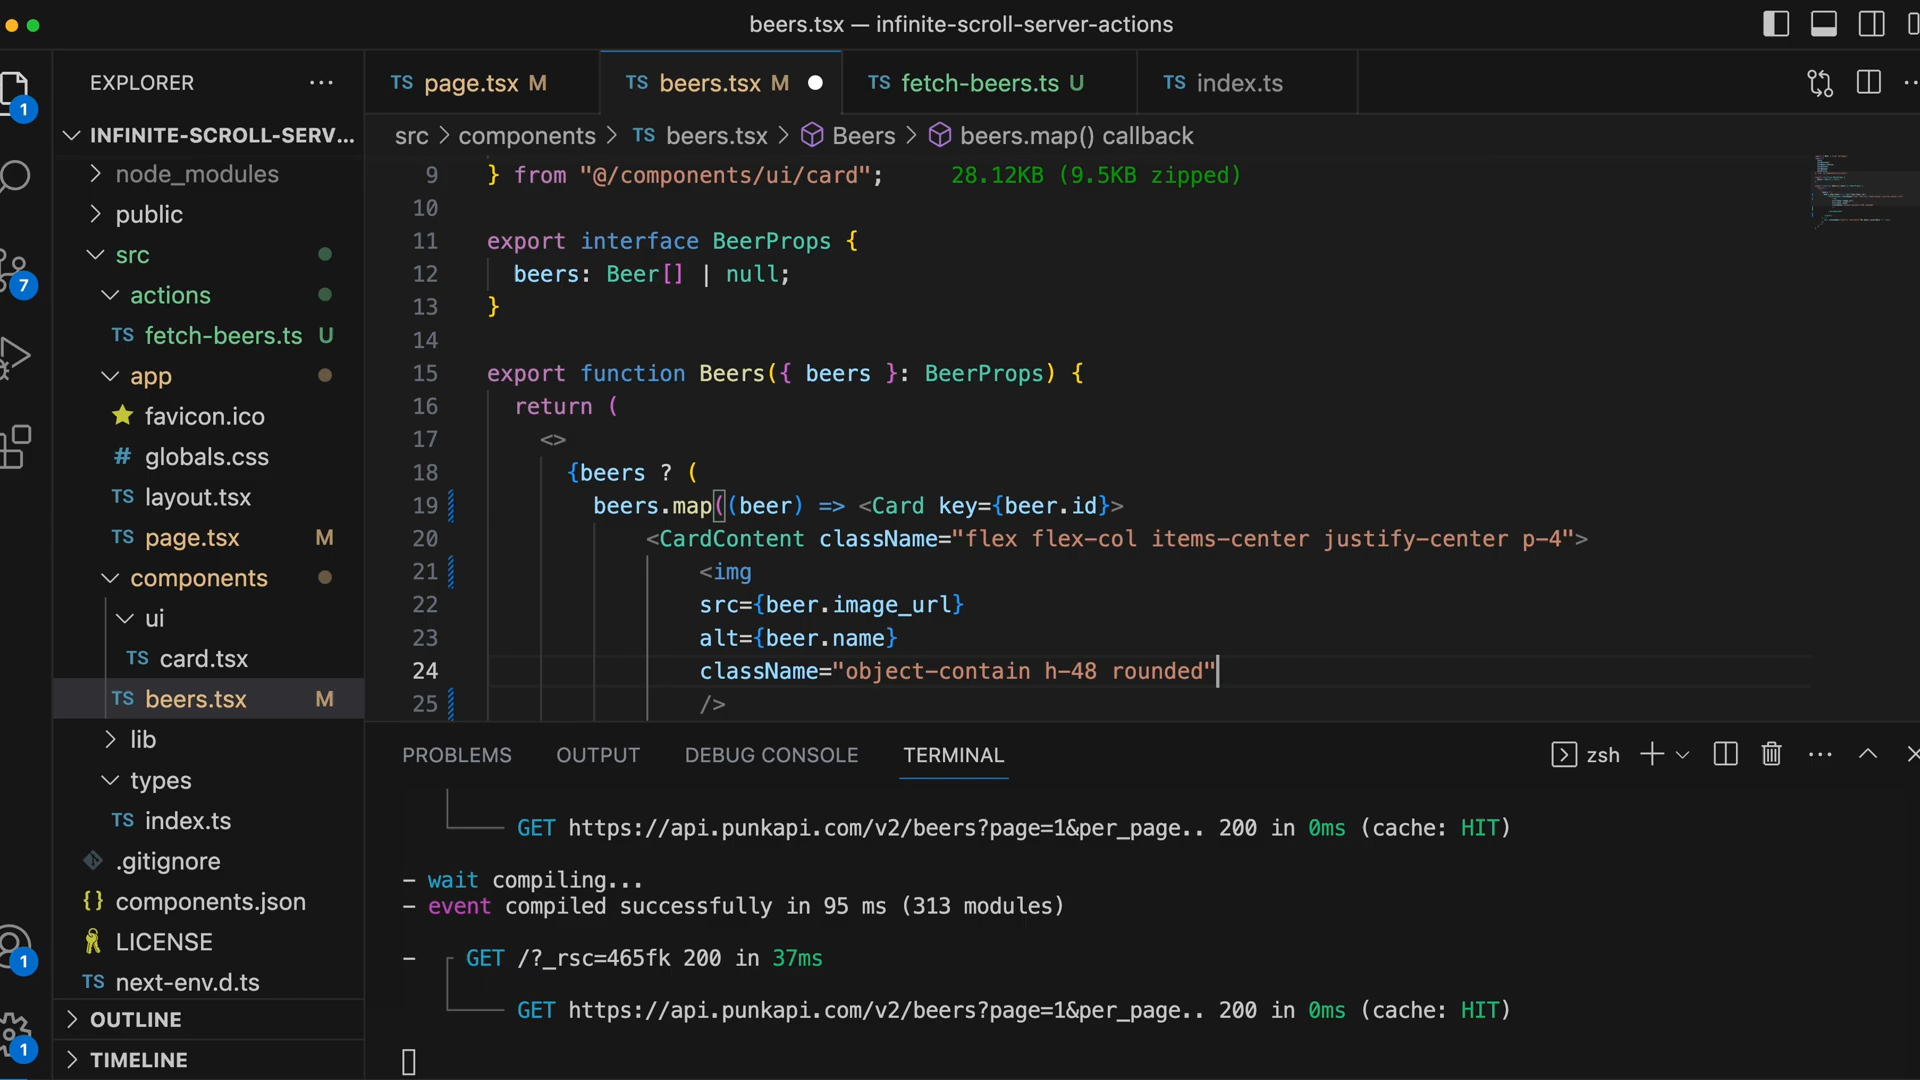 beers.tsx — infinite-scroll-server-actions
EXPLORER
INFINITE-SCROLL-SERV...
node_modules
public
src
actions
TS fetch-beers.ts U
app
favicon.ico
# globals.css
TS layout.tsx
TS page.tsx M
components
ui
TS card.tsx
TS beers.tsx M
lib
types
TS index.ts
.gitignore
{} components.json
LICENSE
TS next-env.d.ts
OUTLINE
TIMELINE
1
7
1
1
TS page.tsx M
TS beers.tsx M
TS fetch-beers.ts U
TS index.ts
src > components > TS beers.tsx > Beers > beers.map() callback
9 } from "@/components/ui/card"; 28.12KB (9.5KB zipped)
10
11 export interface BeerProps {
12 beers: Beer[] | null;
13 }
14
15 export function Beers({ beers }: BeerProps) {
16 return (
17 <>
18 {beers ? (
19 beers.map((beer) => <Card key={beer.id}>
20 <CardContent className="flex flex-col items-center justify-center p-4">
21 <img
22 src={beer.image_url}
23 alt={beer.name}
24 className="object-contain h-48 rounded"
25 />
PROBLEMS OUTPUT DEBUG CONSOLE TERMINAL
zsh
GET https://api.punkapi.com/v2/beers?page=1&per_page.. 200 in 0ms (cache: HIT)
- wait compiling...
- event compiled successfully in 95 ms (313 modules)
- GET /?_rsc=465fk 200 in 37ms
GET https://api.punkapi.com/v2/beers?page=1&per_page.. 200 in 0ms (cache: HIT)